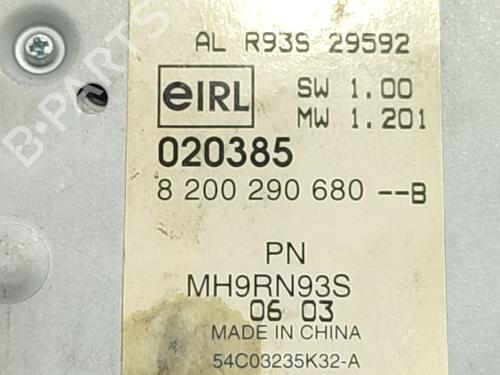 AL R93S 29592
eIRL
SW 1.00
MW 1.201
020385
8 200 290 680 --B
PN
MH9RN93S
06 03
MADE IN CHINA
54C03235K32-A
B-PARTS